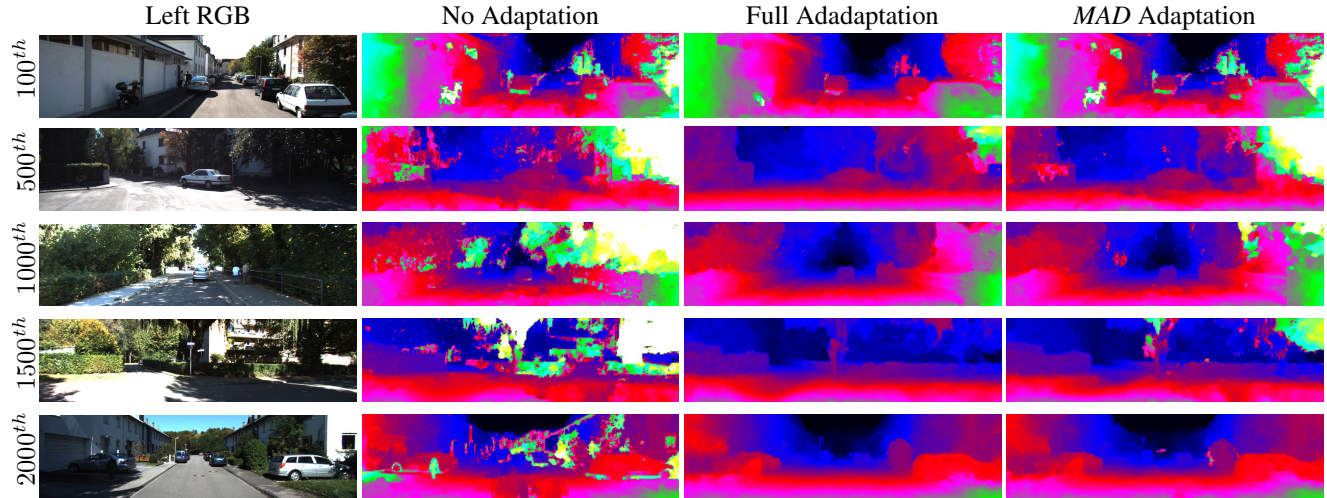 Left RGB
No Adaptation
Full Adadaptation
MAD Adaptation
100th
500th
1000th
1500th
2000th